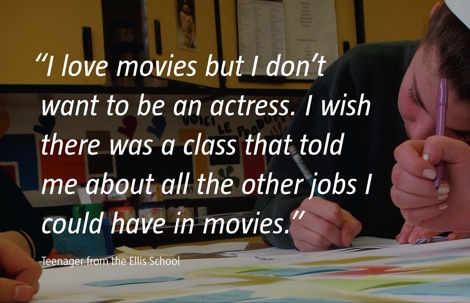 “I love movies but I don’t
want to be an actress. I wish
there was a class that told
me about all the other jobs I
could have in movies.”
-Teenager from the Ellis School